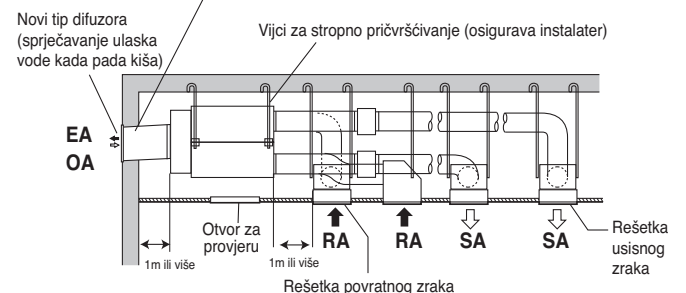 Novi tip difuzora
(sprječavanje ulaska
vode kada pada kiša)
Vijci za stropno pričvršćivanje (osigurava instalater)
EA
OA
Otvor za
provjeru
RA
RA
SA
SA
Rešetka
usisnog
zraka
1m ili više
1m ili više
Rešetka povratnog zraka